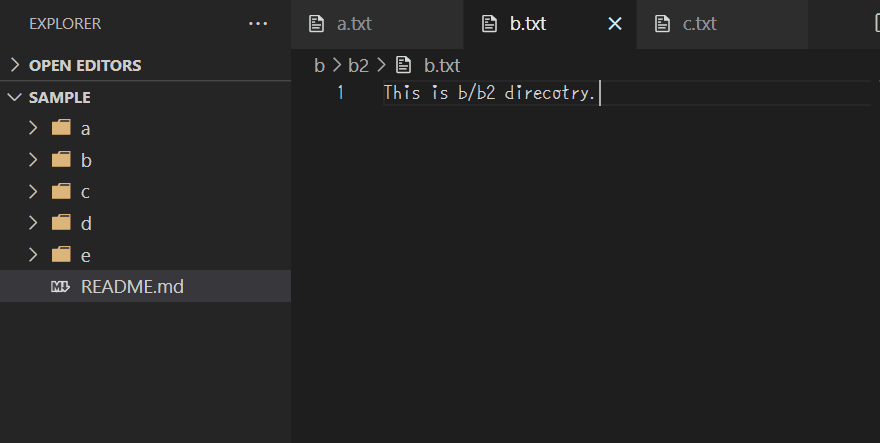 EXPLORER ...
OPEN EDITORS
SAMPLE
a
b
c
d
e
README.md
a.txt b.txt c.txt
b > b2 > b.txt
1 This is b/b2 direcotry.